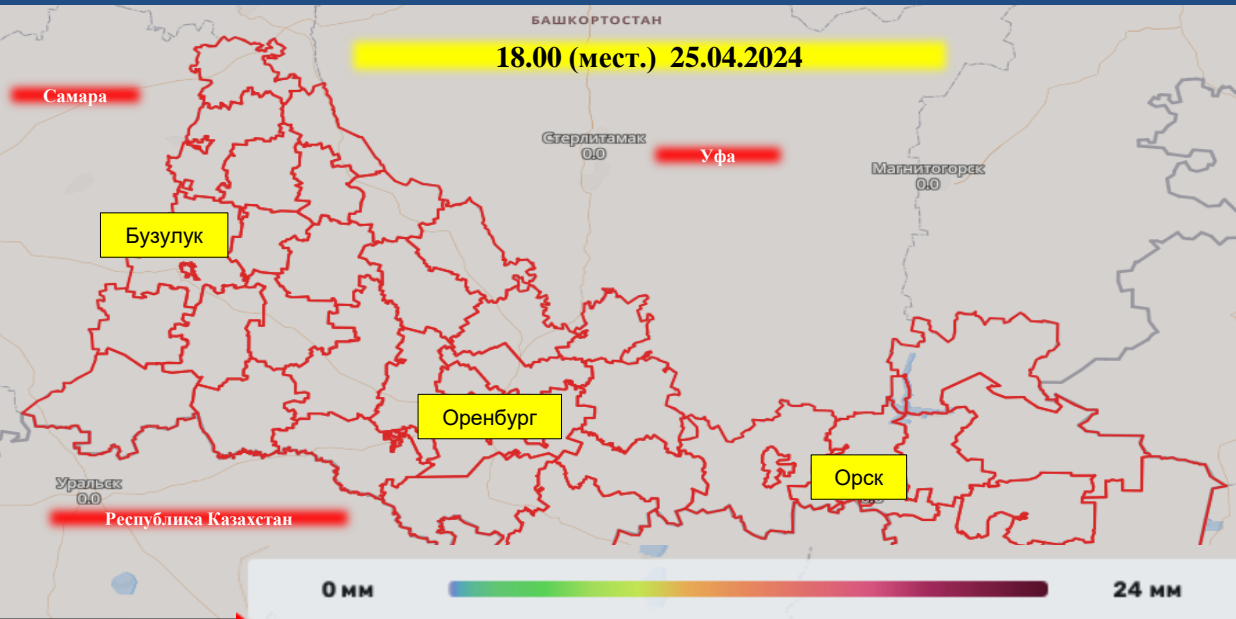 БАШКОРТОСТАН
18.00 (мест.) 25.04.2024
Самара
Стерлитамак
0.0
Уфа
Магнитогорск
0.0
Бузулук
Оренбург
Орск
Уральск
0.0
Республика Казахстан
0 мм
24 мм